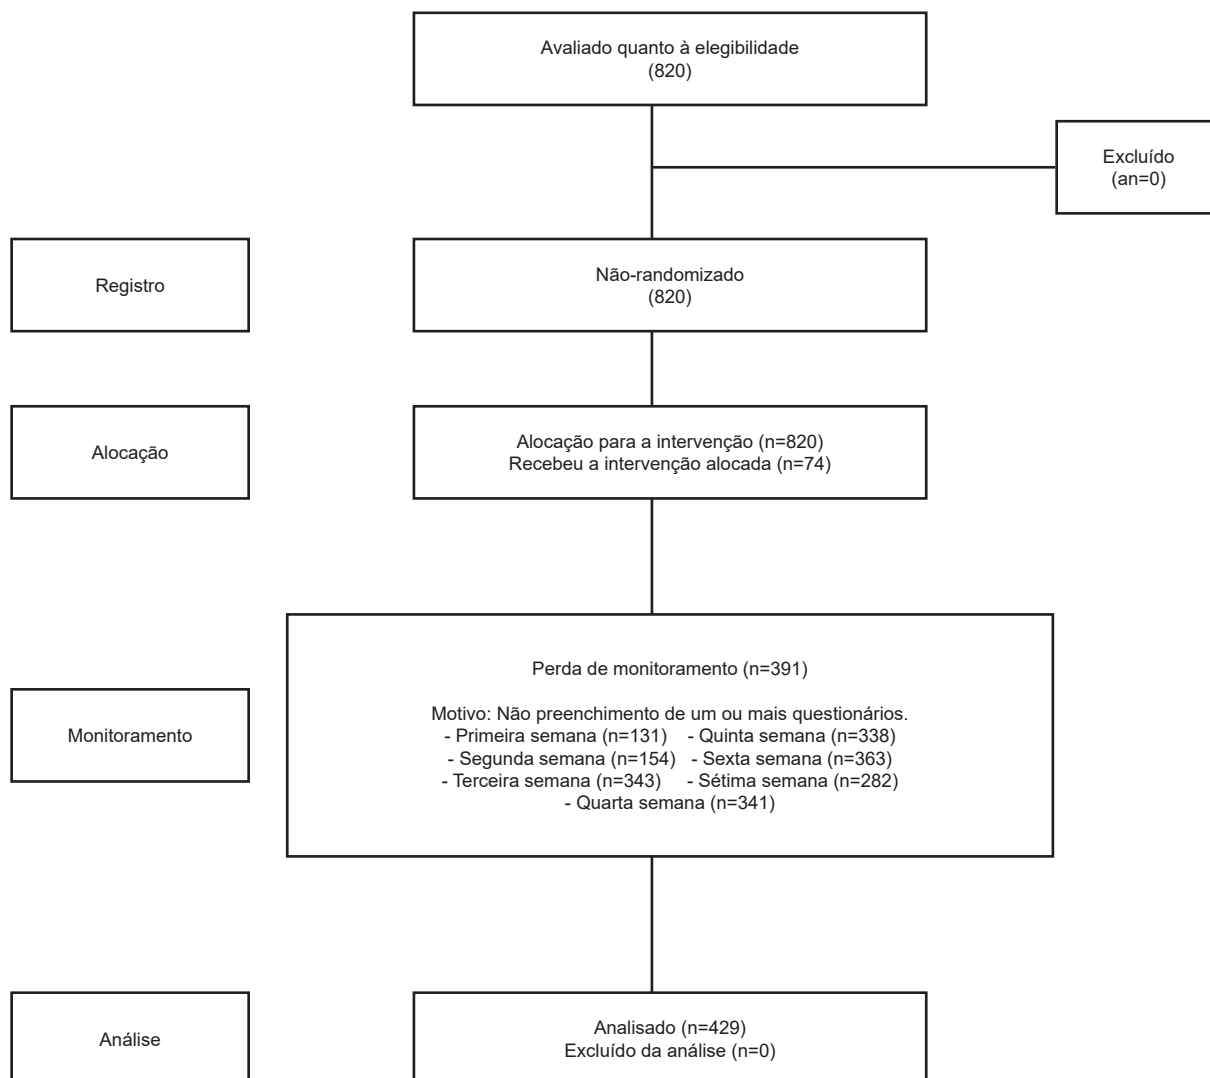 Avaliado quanto à elegibilidade
(820)
Excluído
(an=0)
Registro
Não-randomizado
(820)
Alocação
Alocação para a intervenção (n=820)
Recebeu a intervenção alocada (n=74)
Monitoramento
Perda de monitoramento (n=391)
Motivo: Não preenchimento de um ou mais questionários.
- Primeira semana (n=131) - Quinta semana (n=338)
- Segunda semana (n=154) - Sexta semana (n=363)
- Terceira semana (n=343) - Sétima semana (n=282)
- Quarta semana (n=341)
Análise
Analisado (n=429)
Excluído da análise (n=0)